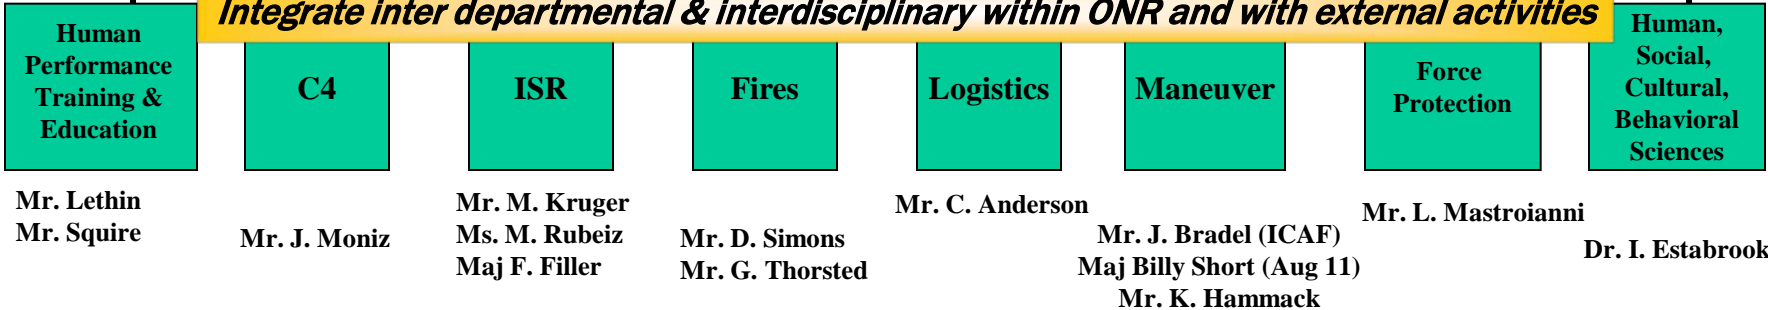 Integrate inter departmental & interdisciplinary within ONR and with external activities
Human
Performance
Training &
Education
C4
ISR
Fires
Logistics
Maneuver
Force
Protection
Human,
Social,
Cultural,
Behavioral
Sciences
Mr. Lethin
Mr. Squire
Mr. J. Moniz
Mr. M. Kruger
Ms. M. Rubeiz
Maj F. Filler
Mr. D. Simons
Mr. G. Thorsted
Mr. C. Anderson
Mr. J. Bradel (ICAF)
Maj Billy Short (Aug 11)
Mr. K. Hammack
Mr. L. Mastroianni
Dr. I. Estabrook